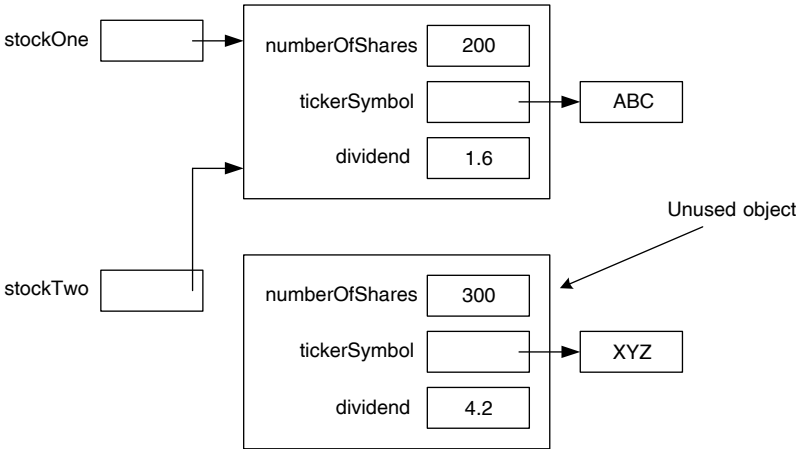 stockOne
numberOfShares 200
tickerSymbol ABC
dividend 1.6
Unused object
stockTwo
numberOfShares 300
tickerSymbol XYZ
dividend 4.2